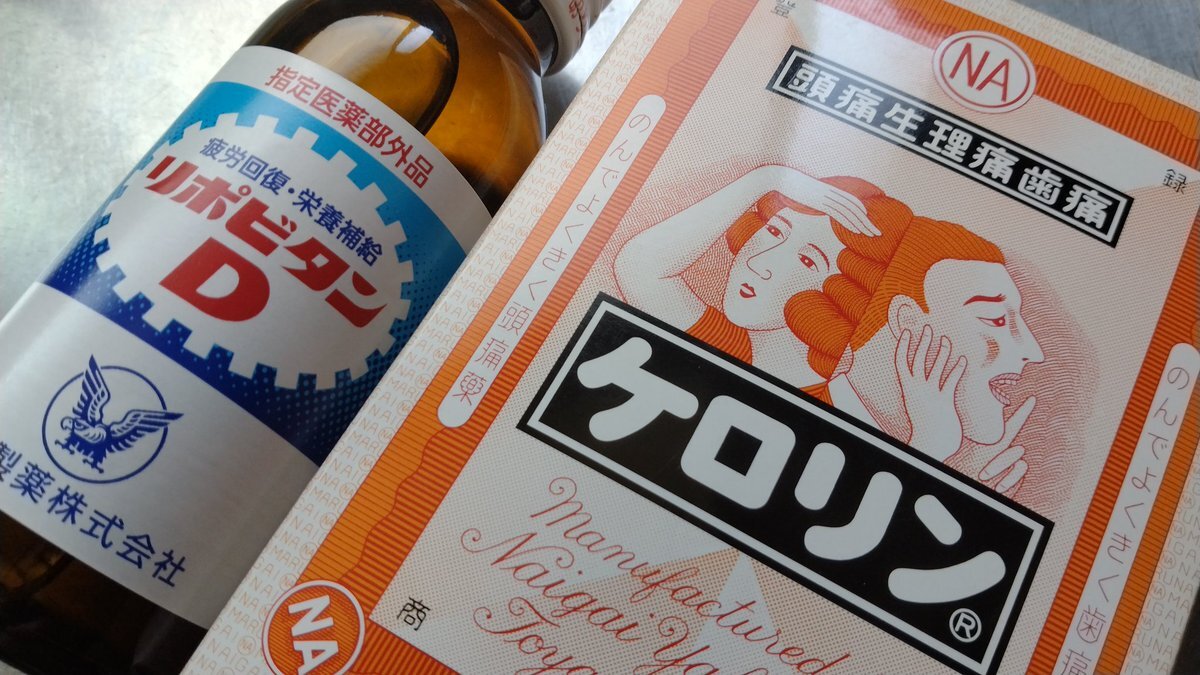 指定医薬部外品
疲労回復・栄養補給
リポビタン
D
製薬株式会社
NA
頭痛生理痛歯痛
録
のんでよくきく頭痛薬
ケロリン®
のんでよくきく歯痛
商
NA
Manufactured
Naigai
Toya